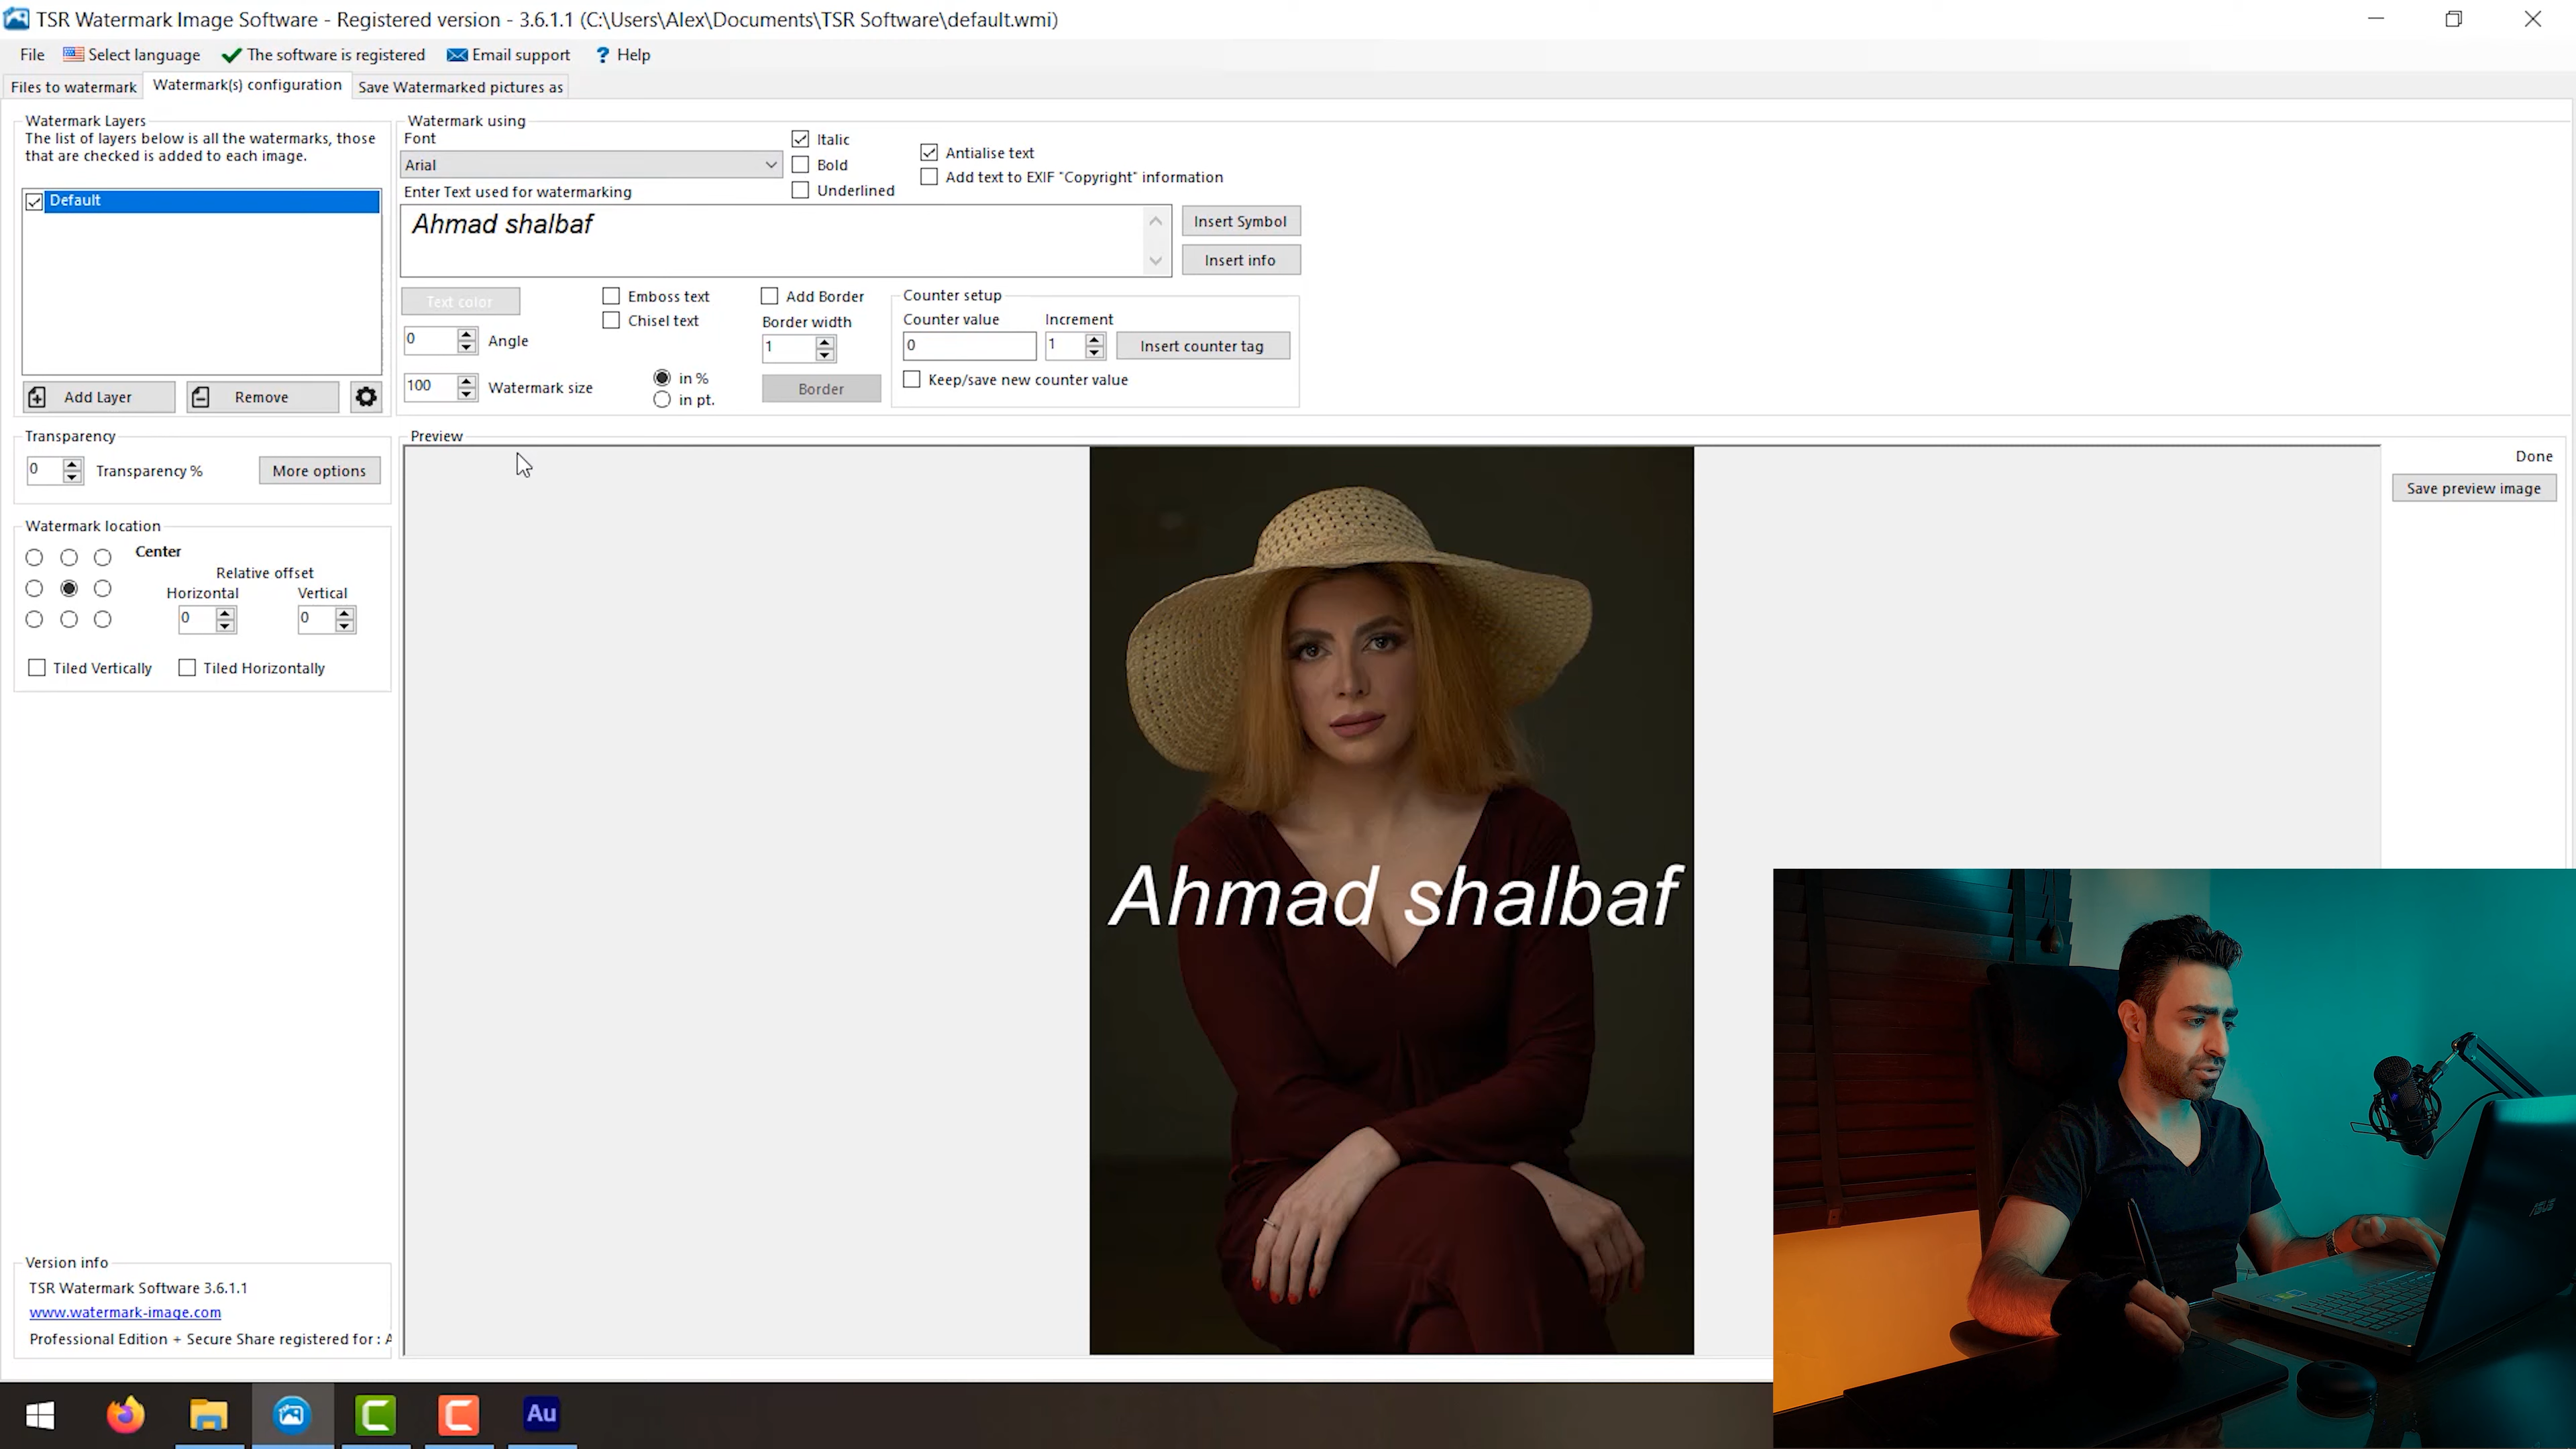 TSR Watermark Image Software - Registered version - 3.6.1.1 (C:\Users\Alex\Documents\TSR Software\default.wmi)
File Select language The software is registered Email support ? Help
Files to watermark Watermark(s) configuration Save Watermarked pictures as
Watermark Layers
The list of layers below is all the watermarks, those
that are checked is added to each image.
Default
Add Layer Remove
Watermark using
Font
Arial
Italic
Bold
Underlined
Antialise text
Add text to EXIF "Copyright" information
Enter Text used for watermarking
Ahmad shalbaf
Insert Symbol
Insert info
Text color
0 Angle
100 Watermark size
Emboss text
Chisel text
in %
in pt.
Add Border
Border width
1
Border
Counter setup
Counter value Increment
0 1 Insert counter tag
Keep/save new counter value
Transparency
0 Transparency % More options
Watermark location
Center
Relative offset
Horizontal Vertical
0 0
Tiled Vertically Tiled Horizontally
Preview
Done
Save preview image
Ahmad shalbaf
Version info
TSR Watermark Software 3.6.1.1
www.watermark-image.com
Professional Edition + Secure Share registered for : A
Au